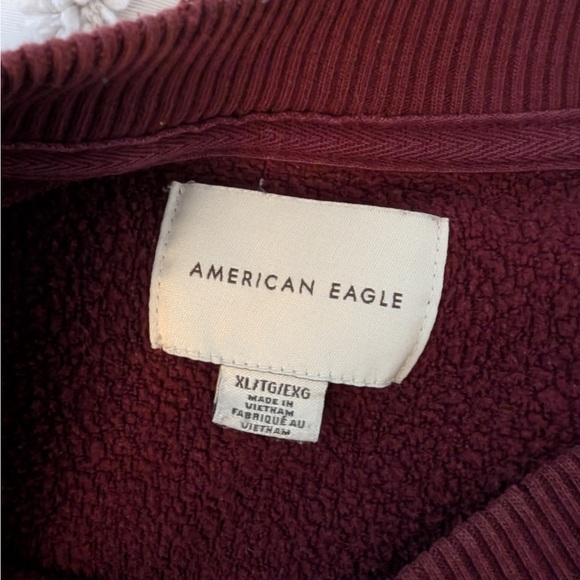 AMERICAN EAGLE
XL/TG/EXG
MADE IN
VIETNAM
FABRIQUÉ AU
VIETNAM